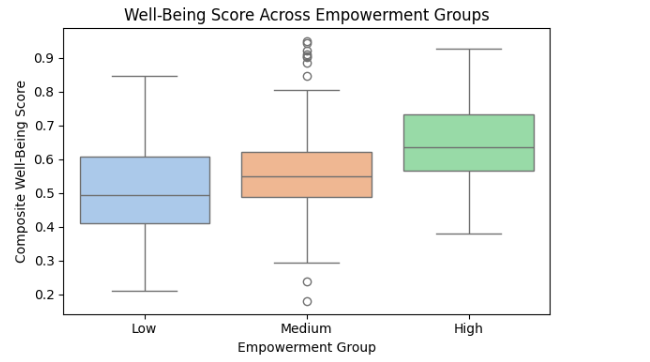 Well-Being Score Across Empowerment Groups
Composite Well-Being Score
0.9
0.8
0.7
0.6
0.5
0.4
0.3
0.2
Low Medium High
Empowerment Group